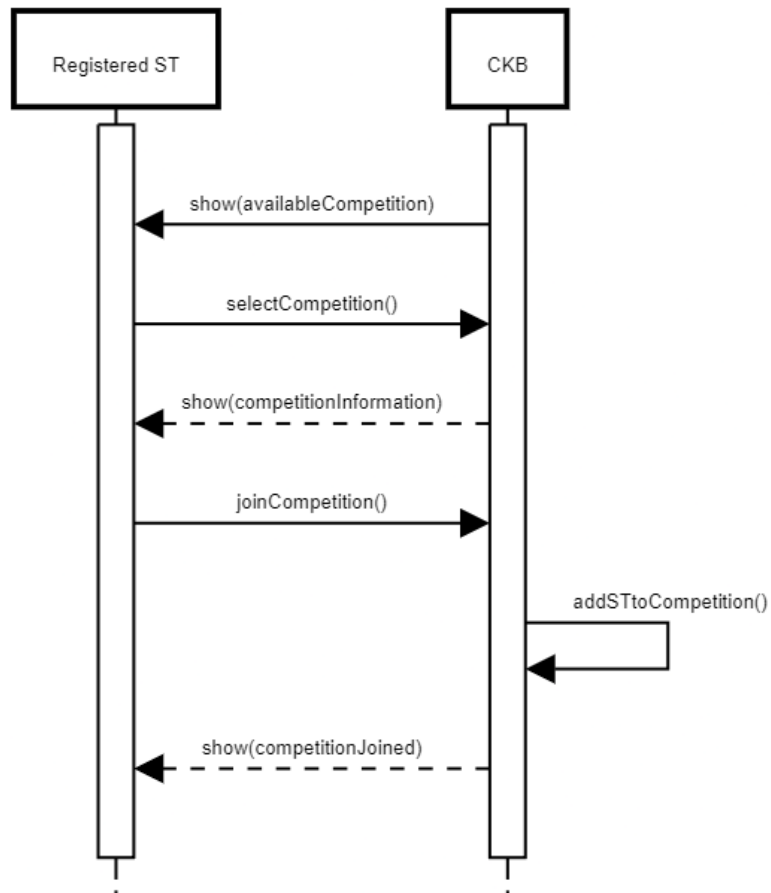 Registered ST
CKB
show(availableCompetition)
selectCompetition()
show(competitionInformation)
joinCompetition()
addSTtoCompetition()
show(competitionJoined)